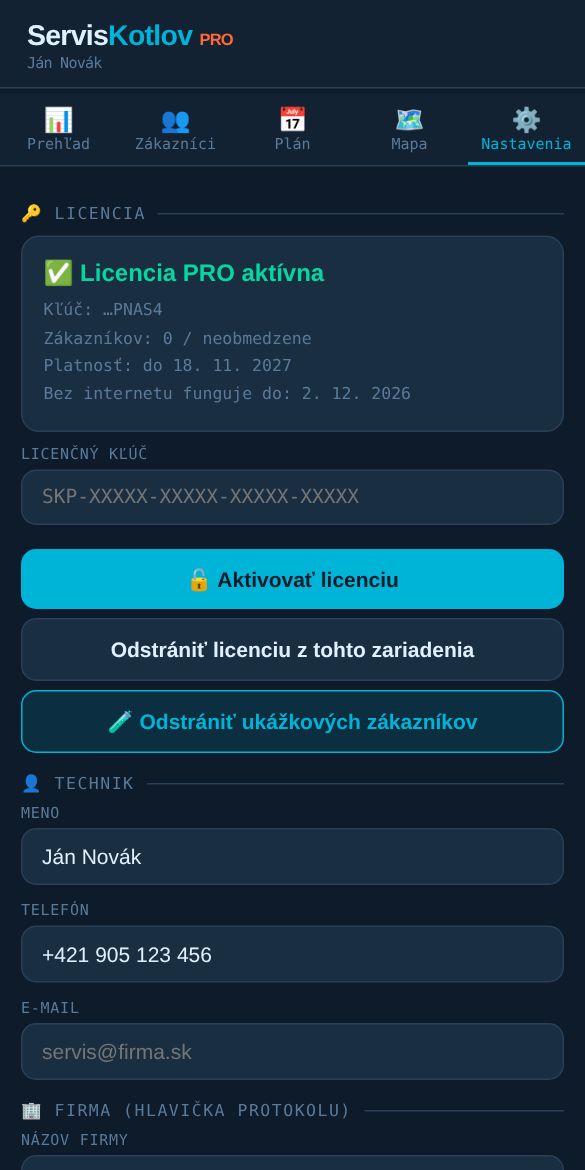 ServisKotlov PRO
Ján Novák
Prehľad
Zákazníci
Plán
Mapa
Nastavenia
LICENCIA
Licencia PRO aktívna
Kľúč: …PNAS4
Zákazníkov: 0 / neobmedzene
Platnosť: do 18. 11. 2027
Bez internetu funguje do: 2. 12. 2026
LICENČNÝ KĽÚČ
SKP-XXXXX-XXXXX-XXXXX-XXXXX
Aktivovať licenciu
Odstrániť licenciu z tohto zariadenia
Odstrániť ukážkových zákazníkov
TECHNIK
MENO
Ján Novák
TELEFÓN
+421 905 123 456
E-MAIL
servis@firma.sk
FIRMA (HLAVIČKA PROTOKOLU)
NÁZOV FIRMY